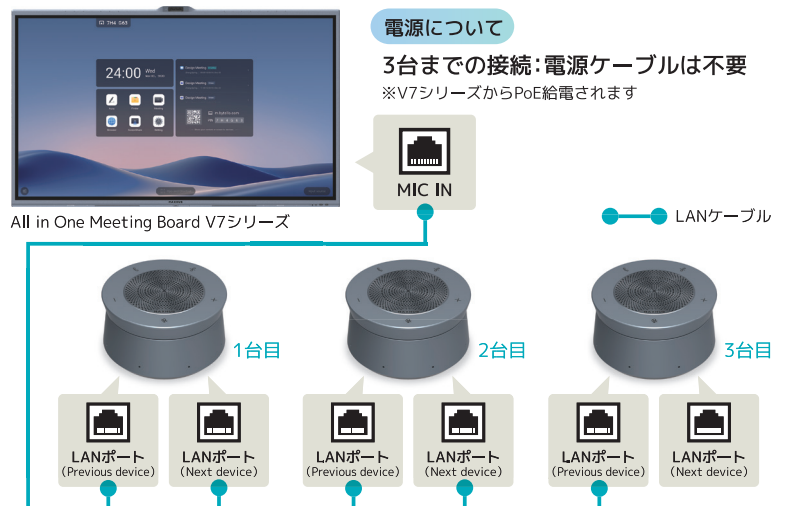 電源について
3台までの接続：電源ケーブルは不要
※V7シリーズからPoE給電されます
24:00 Wed
MIC IN
All in One Meeting Board V7シリーズ
LANケーブル
1台目
2台目
3台目
LANポート
(Previous device)
LANポート
(Next device)
LANポート
(Previous device)
LANポート
(Next device)
LANポート
(Previous device)
LANポート
(Next device)